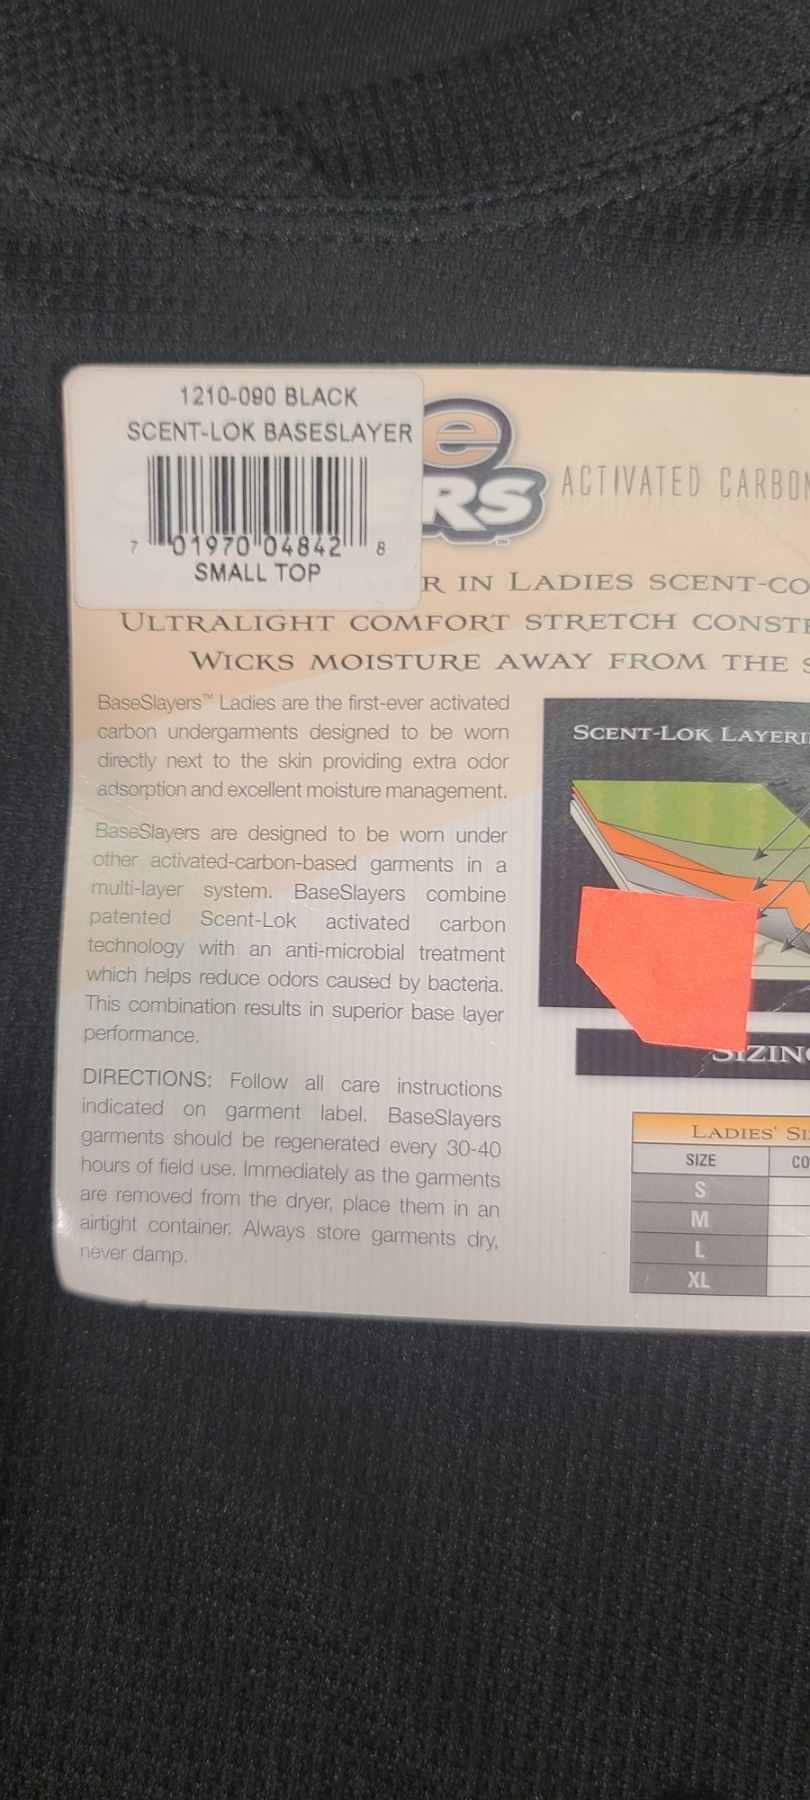 1210-090 BLACK
SCENT-LOK BASESLAYER
7 01970 04842 8
SMALL TOP
e
RS™ ACTIVATED CARBON
R IN LADIES SCENT-CO
ULTRALIGHT COMFORT STRETCH CONST
WICKS MOISTURE AWAY FROM THE S
BaseSlayers™ Ladies are the first-ever activated
carbon undergarments designed to be worn
directly next to the skin providing extra odor
adsorption and excellent moisture management.
BaseSlayers are designed to be worn under
other activated-carbon-based garments in a
multi-layer system. BaseSlayers combine
patented Scent-Lok activated carbon
technology with an anti-microbial treatment
which helps reduce odors caused by bacteria.
This combination results in superior base layer
performance.
DIRECTIONS: Follow all care instructions
indicated on garment label. BaseSlayers
garments should be regenerated every 30-40
hours of field use. Immediately as the garments
are removed from the dryer, place them in an
airtight container. Always store garments dry,
never damp.
SCENT-LOK LAYERI
SIZING
LADIES' SI
SIZE CO
S
M
L
XL